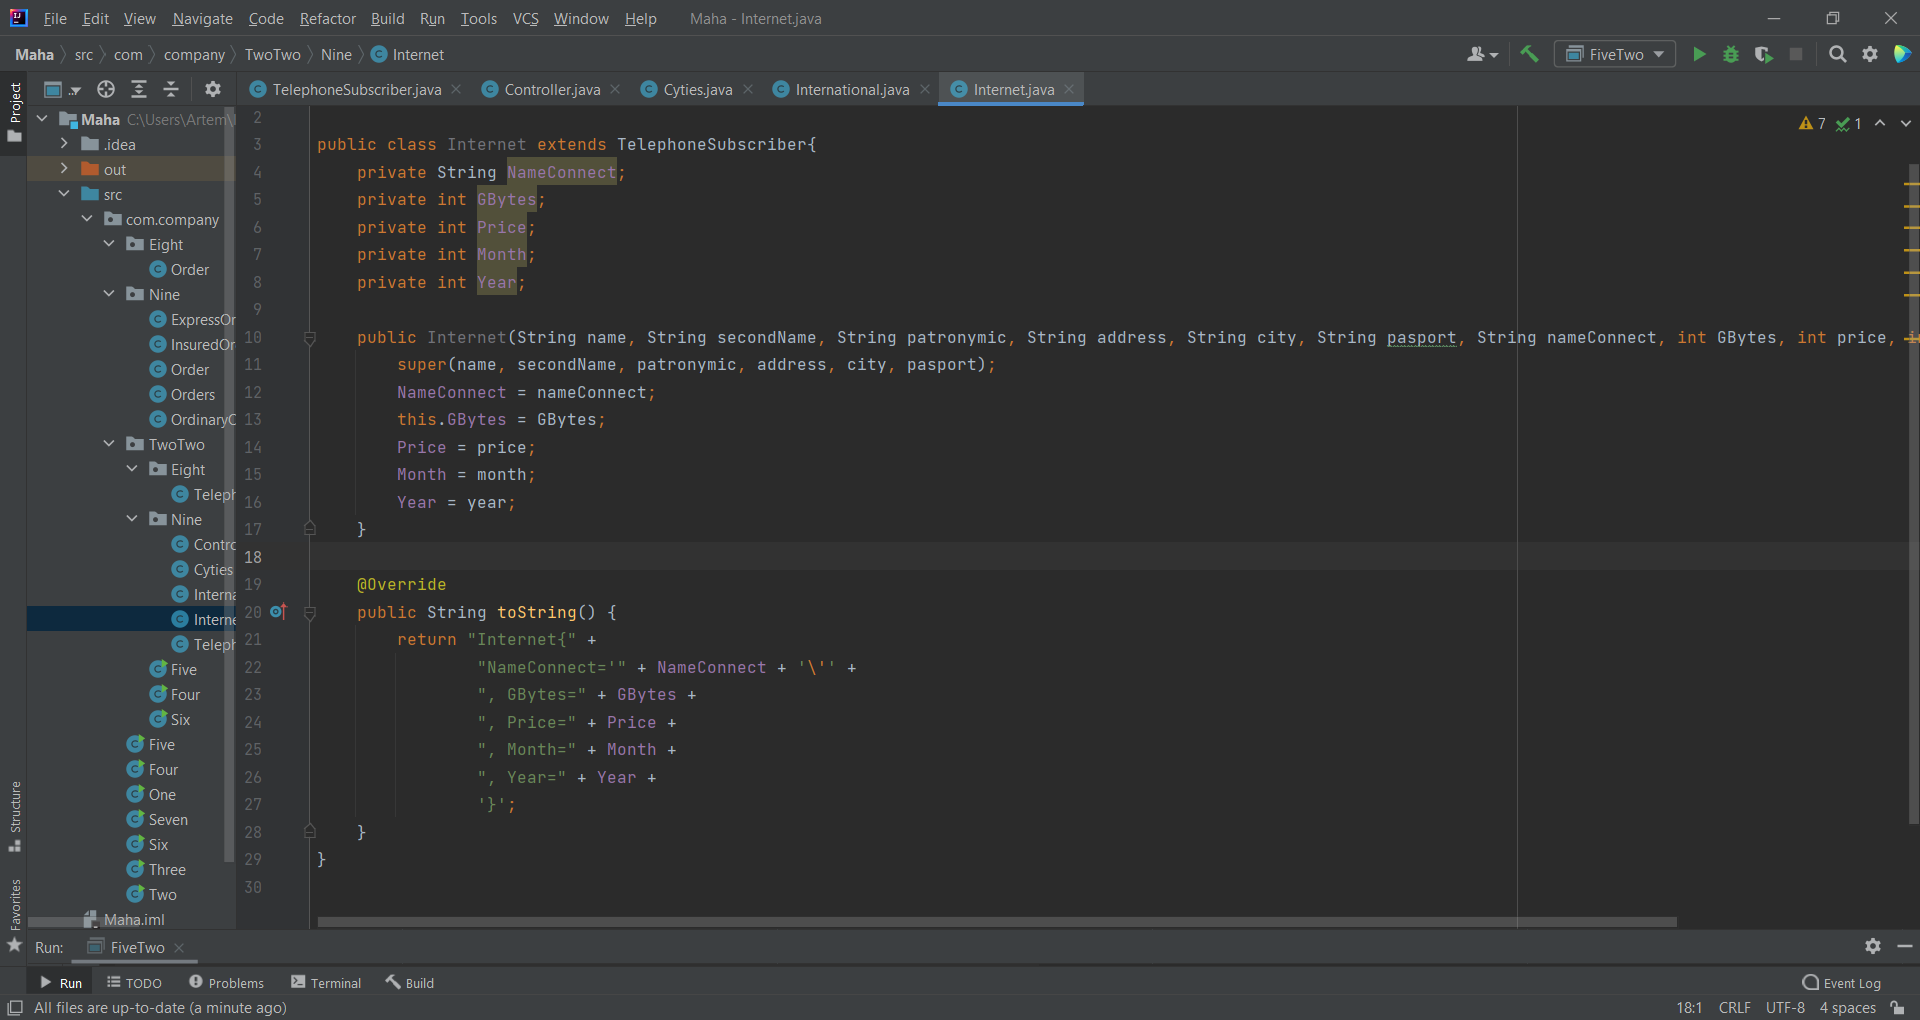 File Edit View Navigate Code Refactor Build Run Tools VCS Window Help Maha - Internet.java
Maha src com company TwoTwo Nine Internet
FiveTwo
Project
TelephoneSubscriber.java Controller.java Cyties.java International.java Internet.java
Maha C:\Users\Artem\
.idea
out
src
com.company
Eight
Order
Nine
ExpressOr
InsuredOr
Order
Orders
OrdinaryO
TwoTwo
Eight
Teleph
Nine
Contro
Cyties
Interna
Interne
Teleph
Five
Four
Six
Five
Four
One
Seven
Six
Three
Two
Maha.iml
Structure
Favorites
7 1
2
3 public class Internet extends TelephoneSubscriber{
4 private String NameConnect;
5 private int GBytes;
6 private int Price;
7 private int Month;
8 private int Year;
9
10 public Internet(String name, String secondName, String patronymic, String address, String city, String pasport, String nameConnect, int GBytes, int price, i
11 super(name, secondName, patronymic, address, city, pasport);
12 NameConnect = nameConnect;
13 this.GBytes = GBytes;
14 Price = price;
15 Month = month;
16 Year = year;
17 }
18
19 @Override
20 public String toString() {
21 return "Internet{" +
22 "NameConnect='" + NameConnect + '\'' +
23 ", GBytes=" + GBytes +
24 ", Price=" + Price +
25 ", Month=" + Month +
26 ", Year=" + Year +
27 '}';
28 }
29 }
30
Run: FiveTwo
Run TODO Problems Terminal Build Event Log
All files are up-to-date (a minute ago) 18:1 CRLF UTF-8 4 spaces